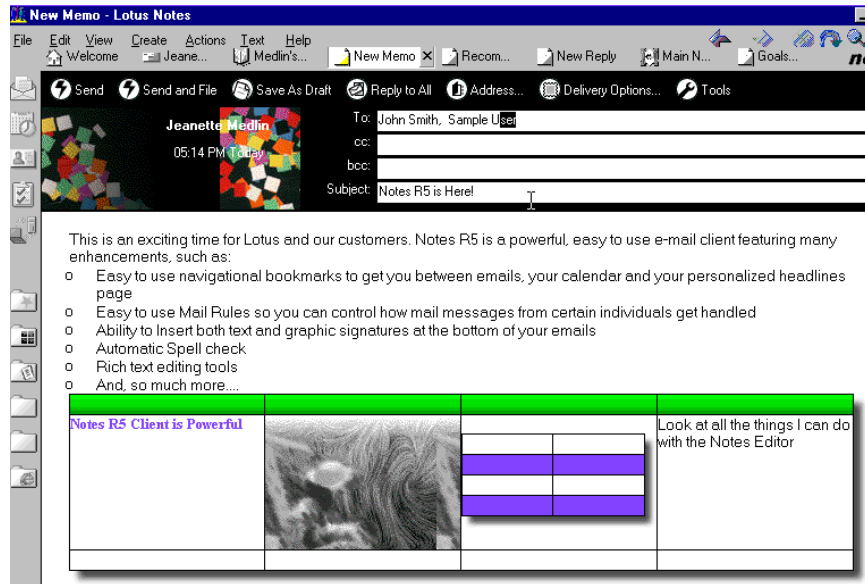 New Memo - Lotus Notes
File Edit View Create Actions Text Help
Welcome Jeane... Medlin's... New Memo Recom... New Reply Main N... Goals...
Send Send and File Save As Draft Reply to All Address... Delivery Options... Tools
Jeanette Medlin
05:14 PM Today
To: John Smith, Sample User
cc:
bcc:
Subject: Notes R5 is Here!
This is an exciting time for Lotus and our customers. Notes R5 is a powerful, easy to use e-mail client featuring many
enhancements, such as:
o Easy to use navigational bookmarks to get you between emails, your calendar and your personalized headlines
page
o Easy to use Mail Rules so you can control how mail messages from certain individuals get handled
o Ability to Insert both text and graphic signatures at the bottom of your emails
o Automatic Spell check
o Rich text editing tools
o And, so much more....
Notes R5 Client is Powerful
Look at all the things I can do
with the Notes Editor